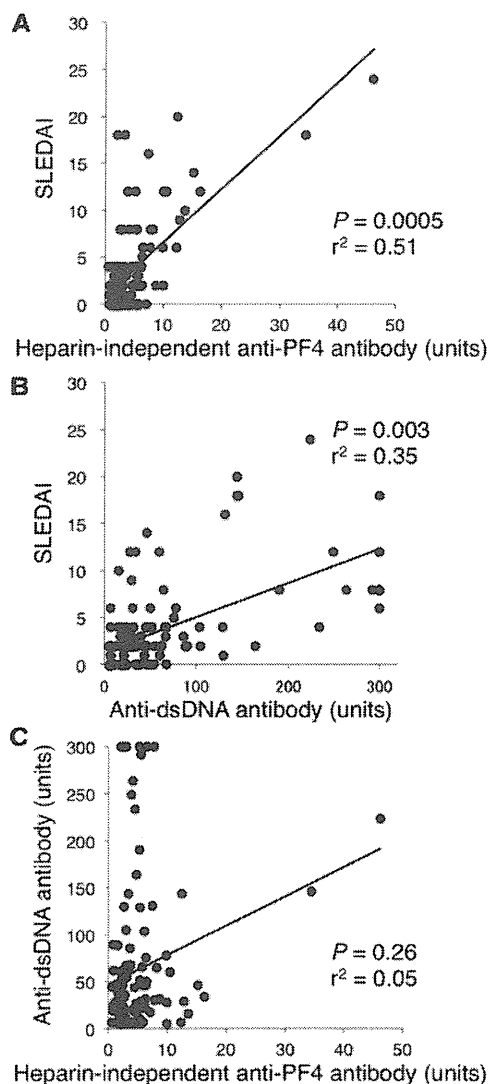 A
30
25
20
15
10
5
0
SLEDAI
P = 0.0005
r² = 0.51
0 10 20 30 40 50
Heparin-independent anti-PF4 antibody (units)
B
30
25
20
15
10
5
0
SLEDAI
P = 0.003
r² = 0.35
0 100 200 300
Anti-dsDNA antibody (units)
C
300
250
200
150
100
50
0
Anti-dsDNA antibody (units)
P = 0.26
r² = 0.05
0 10 20 30 40 50
Heparin-independent anti-PF4 antibody (units)